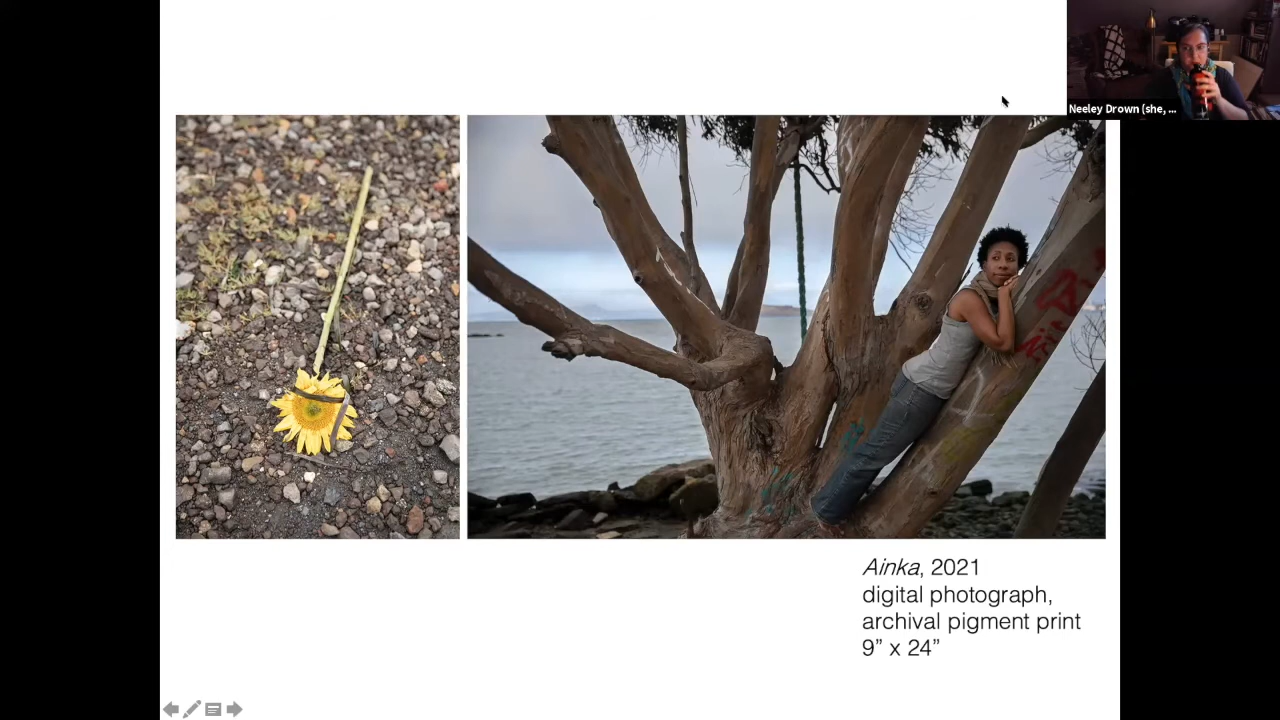 Neeley Drown (she, ...
Ainka, 2021
digital photograph,
archival pigment print
9” x 24”